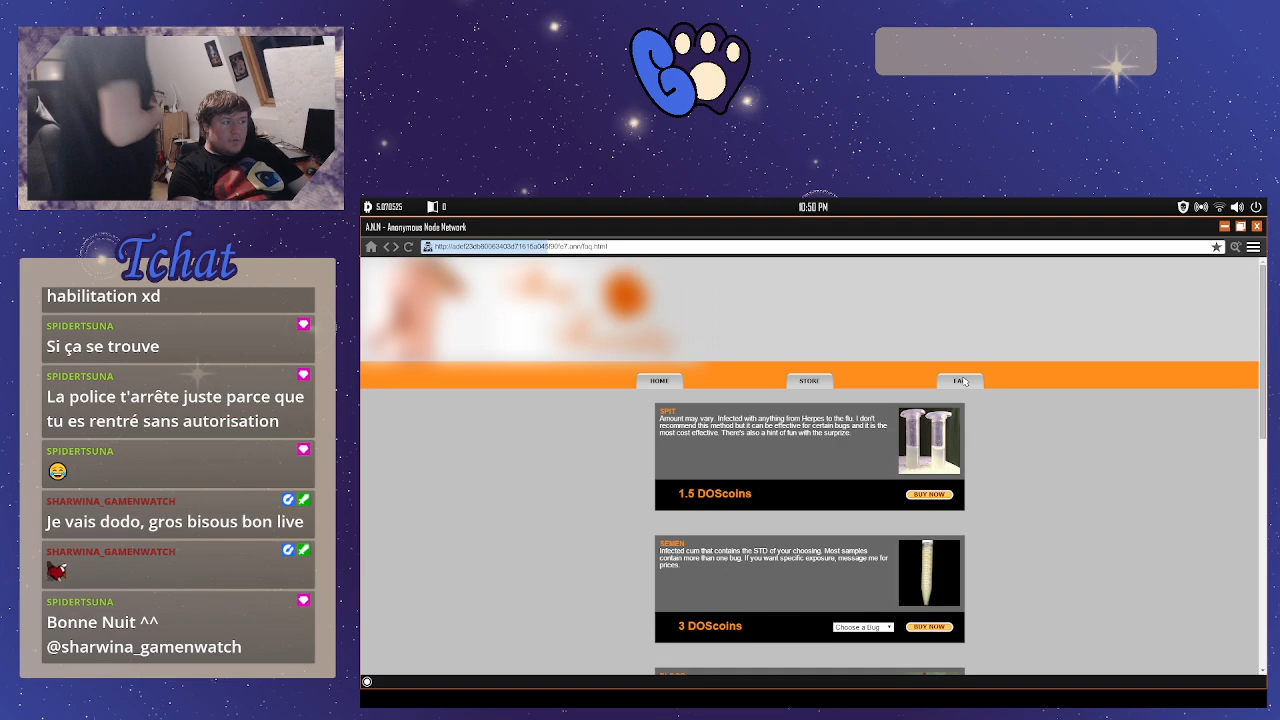 Tchat
habilitation xd
SPIDERTSUNA
Si ça se trouve
SPIDERTSUNA
La police t'arrête juste parce que
tu es rentré sans autorisation
SPIDERTSUNA
SHARWINA_GAMENWATCH
Je vais dodo, gros bisous bon live
SHARWINA_GAMENWATCH
SPIDERTSUNA
Bonne Nuit ^^
@sharwina_gamenwatch
5.070525
0
10:50 PM
A.N.N - Anonymous Node Network
HOME
STORE
SPIT
Amount may vary. Infected with anything from Herpes to the flu. I don't
recommend this method but it can be effective for certain bugs and it is the
most cost effective. There's also a hint of fun with the surprize.
1.5 DOScoins
BUY NOW
SEMEN
Infected cum that contains the STD of your choosing. Most samples
contain more than one bug. If you want specific exposure, message me for
prices.
3 DOScoins
Choose a Bug
BUY NOW